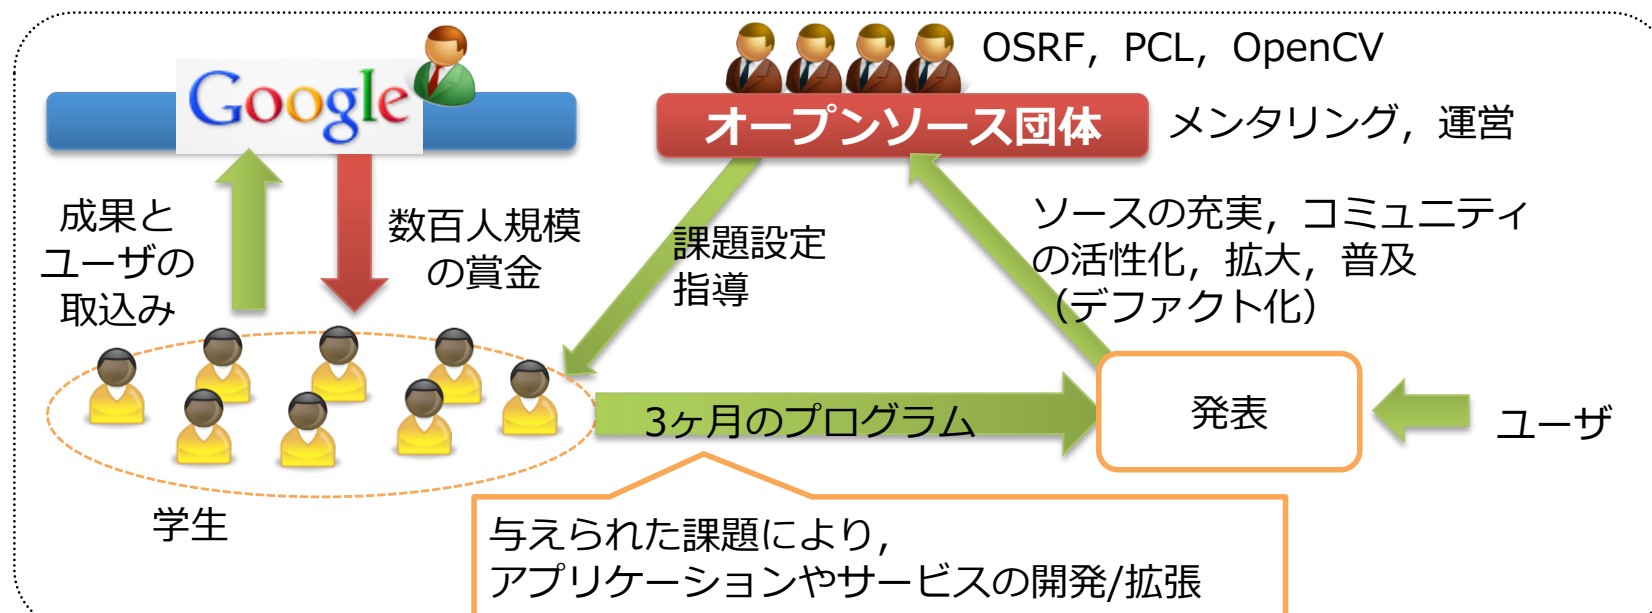 Google
OSRF，PCL，OpenCV
オープンソース団体
メンタリング，運営
成果と
ユーザの
取込み
数百人規模
の賞金
課題設定
指導
ソースの充実，コミュニティ
の活性化，拡大，普及
（デファクト化）
3ヶ月のプログラム
発表
ユーザ
学生
与えられた課題により，
アプリケーションやサービスの開発/拡張